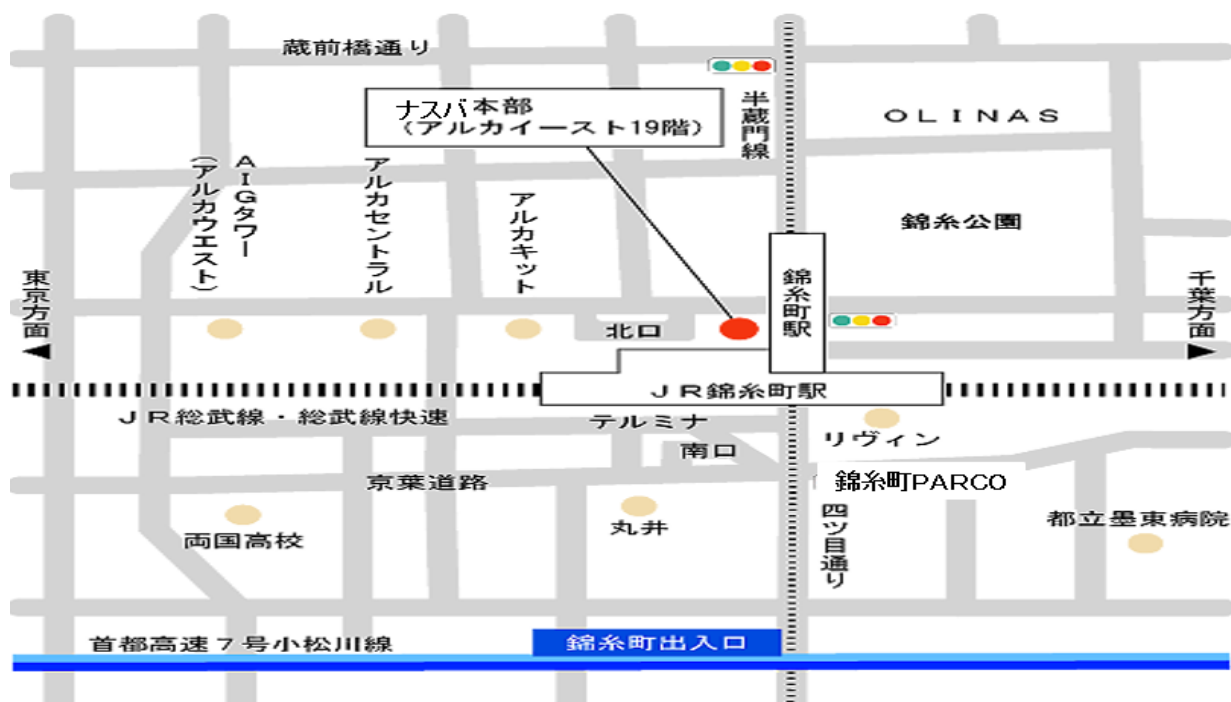 蔵前橋通り
ナスバ本部
(アルカイースト19階)
半蔵門線
OLINAS
AIGタワー
(アルカウエスト)
アルカセントラル
アルカキット
錦糸公園
東京方面
北口
錦糸町駅
千葉方面
JR錦糸町駅
JR総武線・総武線快速
テルミナ
リヴィン
南口
京葉道路
錦糸町PARCO
両国高校
丸井
四ツ目通り
都立墨東病院
首都高速7号小松川線
錦糸町出入口